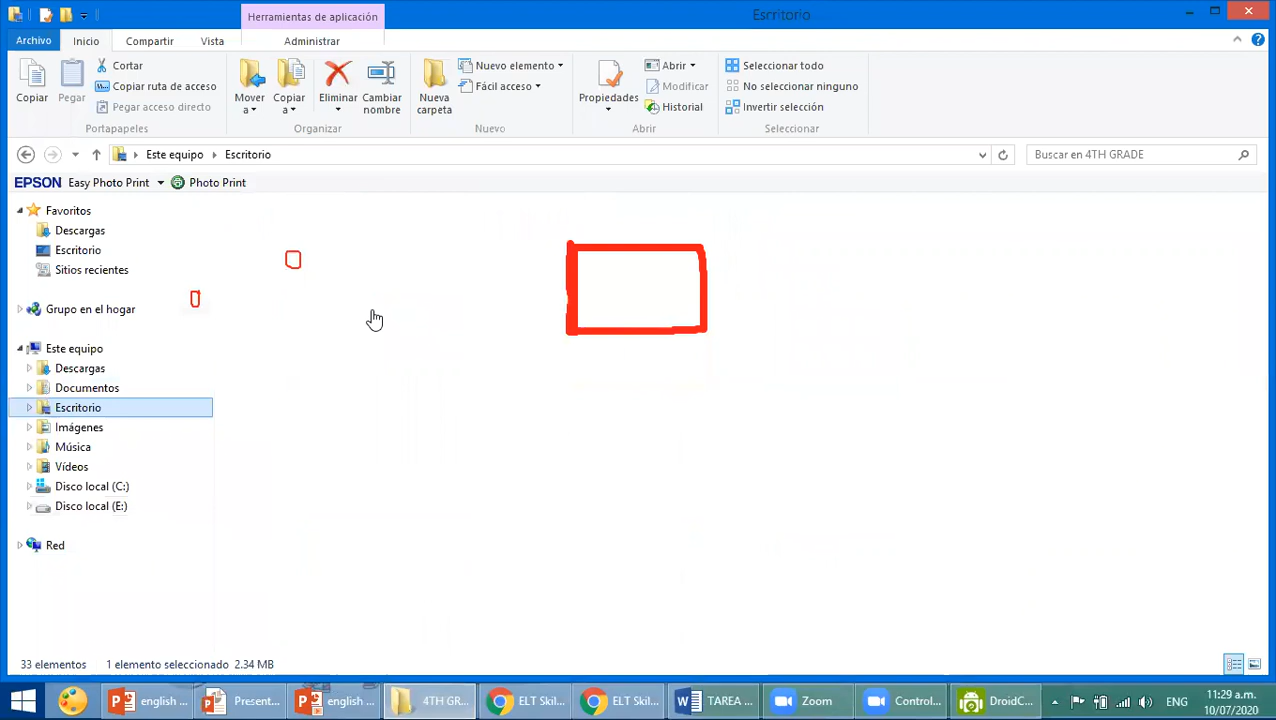 Herramientas de aplicación
Escritorio
Archivo Inicio Compartir Vista Administrar
Copiar
Pegar
Cortar
Copiar ruta de acceso
Pegar acceso directo
Portapapeles
Mover a
Copiar a
Eliminar
Cambiar nombre
Organizar
Nueva carpeta
Nuevo elemento
Fácil acceso
Nuevo
Propiedades
Abrir
Modificar
Historial
Abrir
Seleccionar todo
No seleccionar ninguno
Invertir selección
Seleccionar
Este equipo Escritorio
Buscar en 4TH GRADE
EPSON Easy Photo Print Photo Print
Favoritos
Descargas
Escritorio
Sitios recientes
Grupo en el hogar
Este equipo
Descargas
Documentos
Escritorio
Imágenes
Música
Vídeos
Disco local (C:)
Disco local (E:)
Red
33 elementos 1 elemento seleccionado 2.34 MB
english ... Present... english ... 4TH GR... ELT Skil... ELT Skil... TAREA ... Zoom Control... DroidC... ENG
11:29 a.m.
10/07/2020